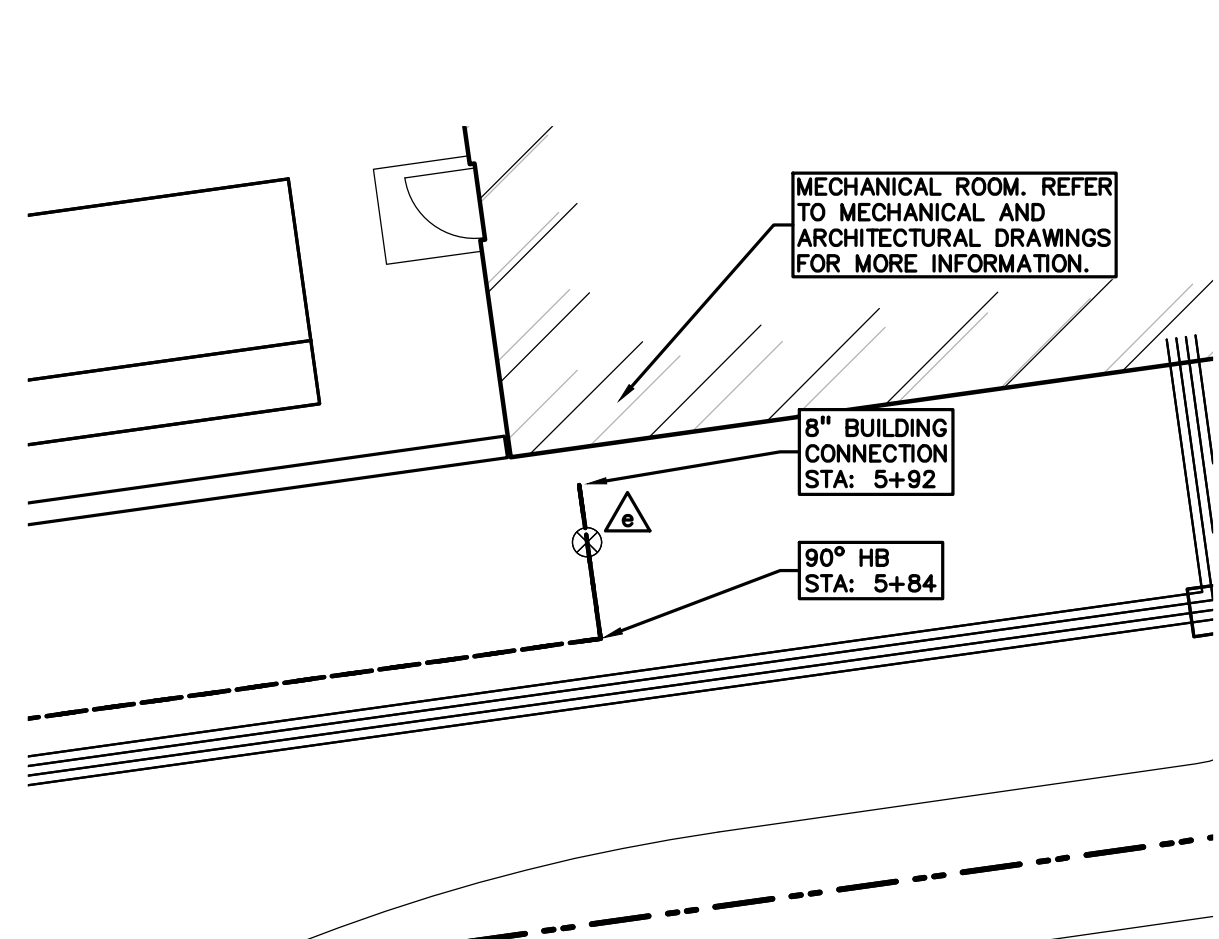 MECHANICAL ROOM. REFER
TO MECHANICAL AND
ARCHITECTURAL DRAWINGS
FOR MORE INFORMATION.
8" BUILDING
CONNECTION
STA: 5+92
e
90° HB
STA: 5+84